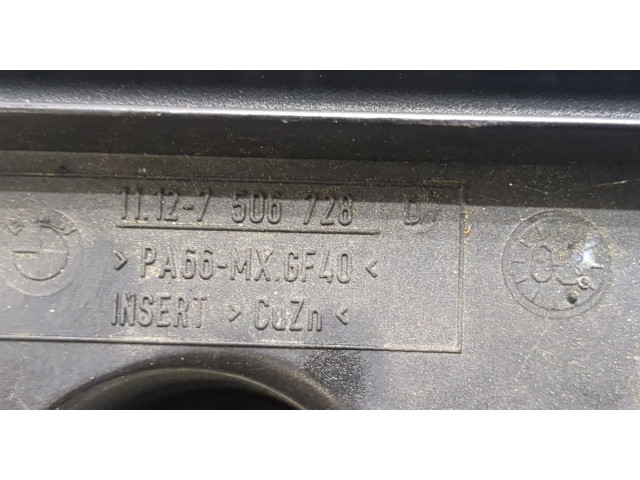 11.12-7 506 728
>PA66-MX.GF40<
INSERT >CuZn<